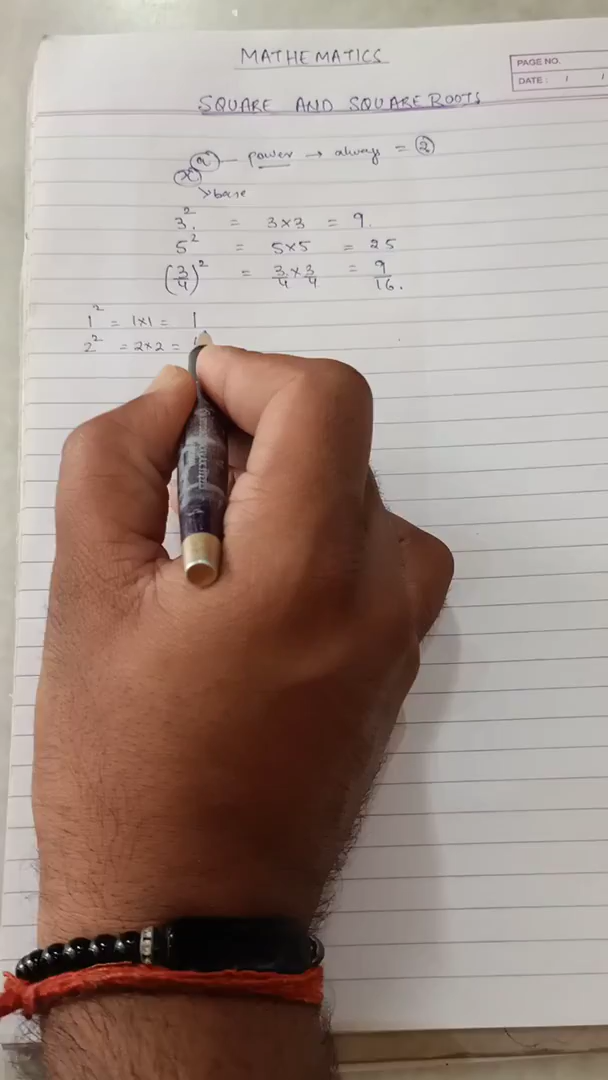 MATHEMATICS
PAGE NO.
DATE: / /
SQUARE AND SQUARE ROOTS
power → always = 2
x
base
3² = 3×3 = 9.
5² = 5×5 = 25
(3/4)² = 3/4 × 3/4 = 9/16.
1² = 1×1 = 1
2² = 2×2 =